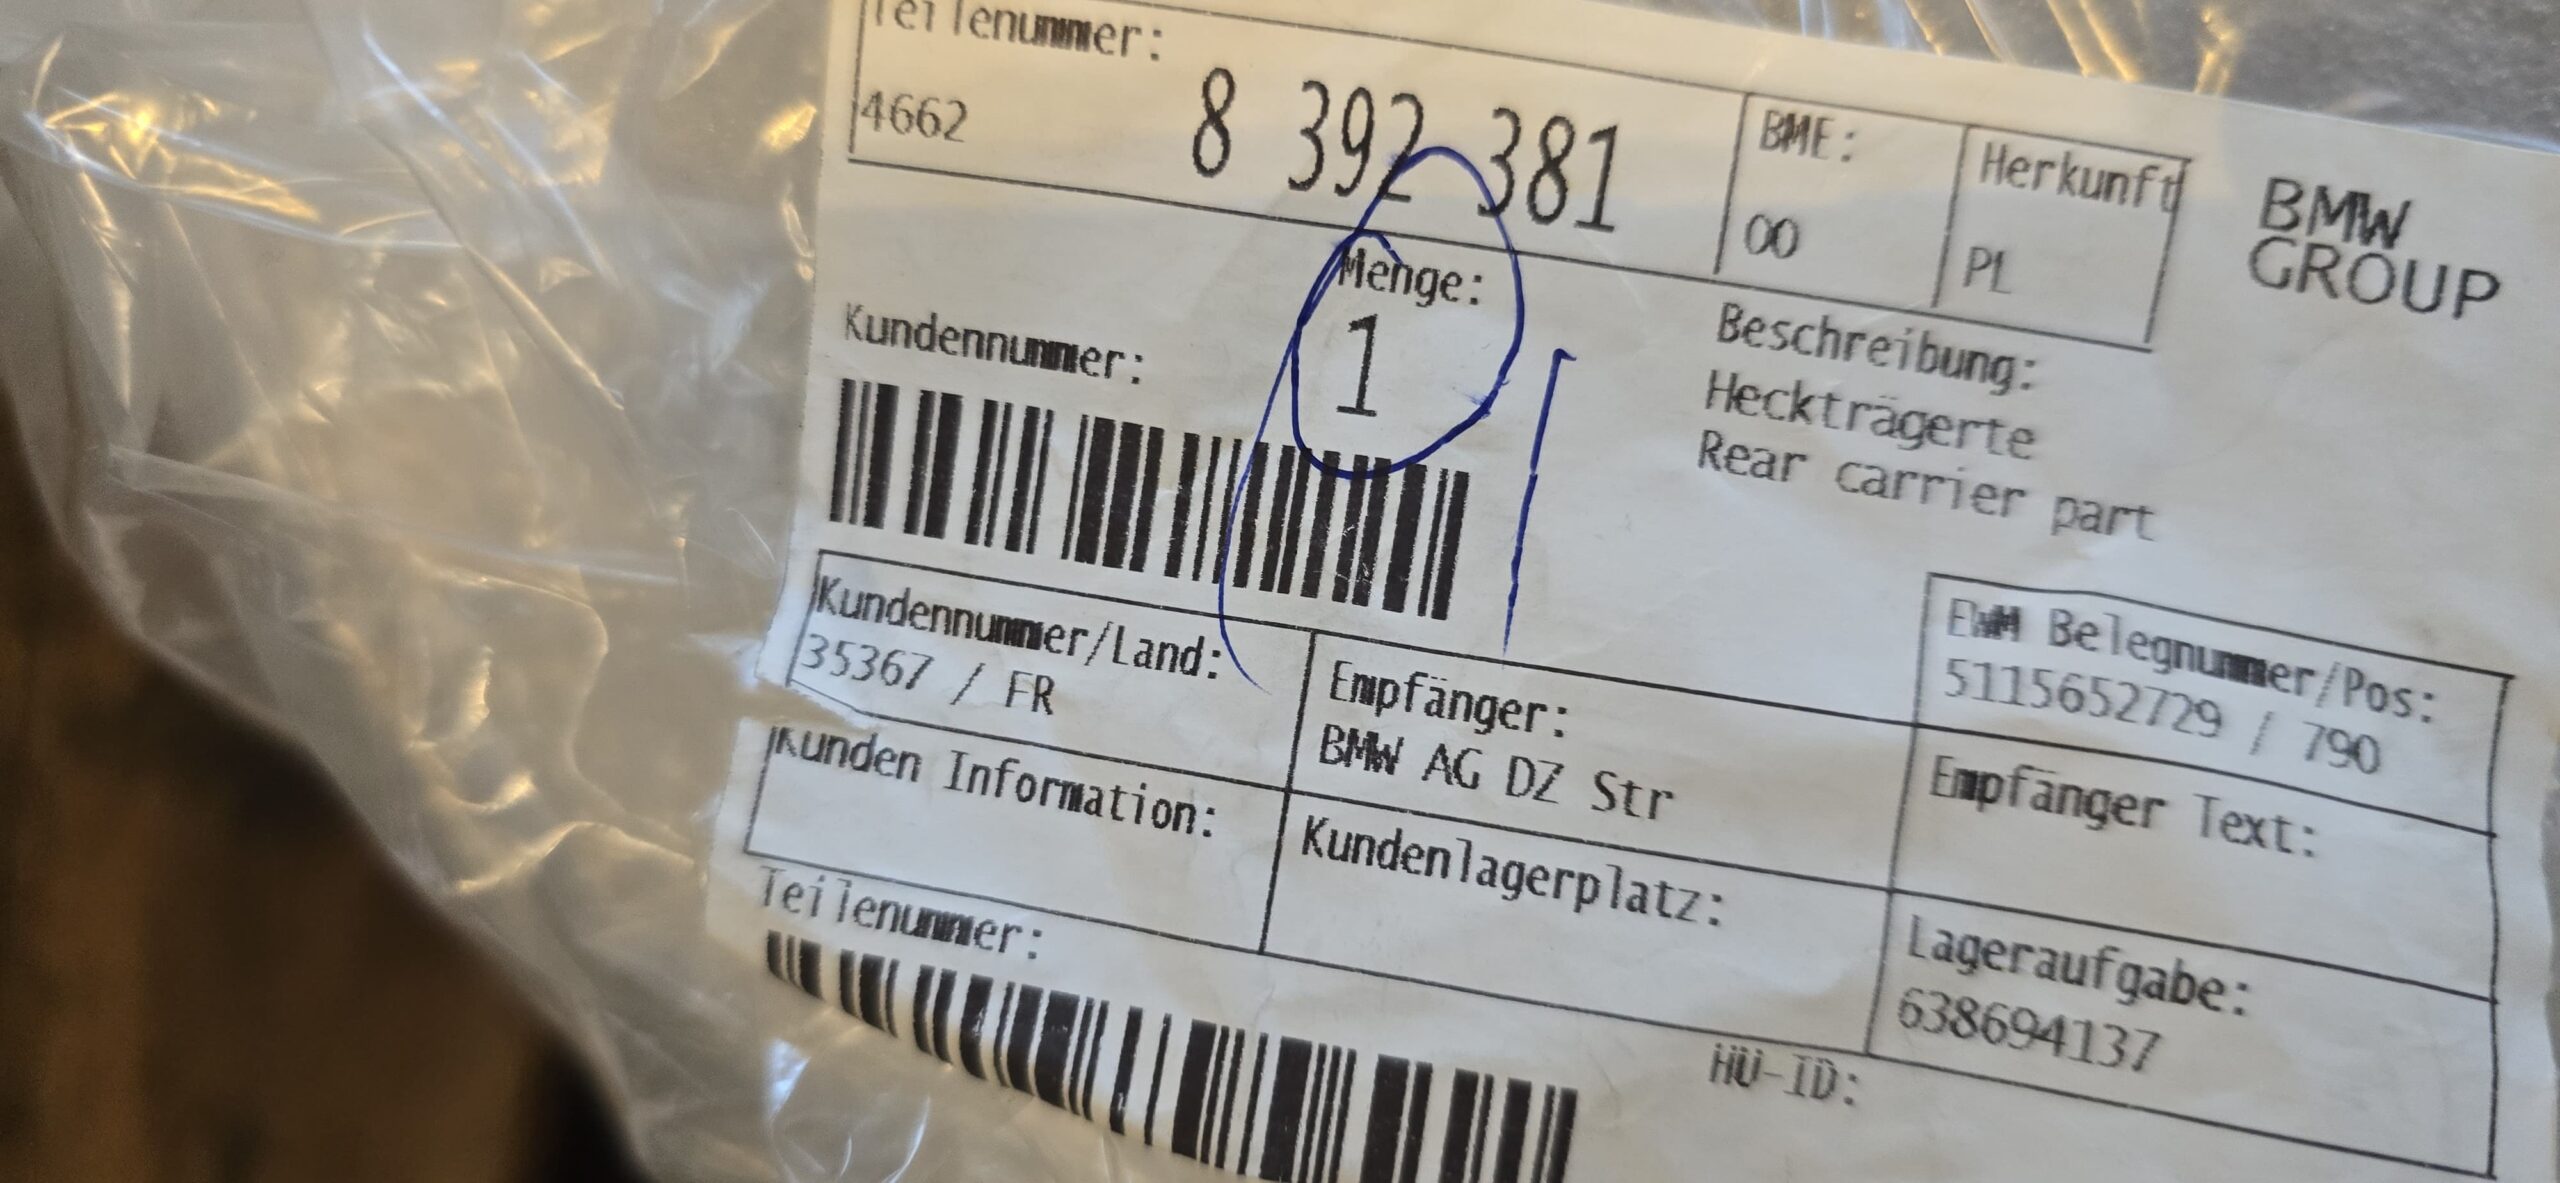 Teilenummer:
4662 8 392 381
BME:
00
Herkunft
PL
BMW
GROUP
Kundennummer:
Menge:
1
Beschreibung:
Heckträgerte
Rear carrier part
Kundennummer/Land:
35367 / FR
Empfänger:
BMW AG DZ Str
EWM Belegnummer/Pos:
5115652729 / 790
Kunden Information:
Kundenlagerplatz:
Empfänger Text:
Lageraufgabe:
638694137
Teilenummer:
HU-ID: